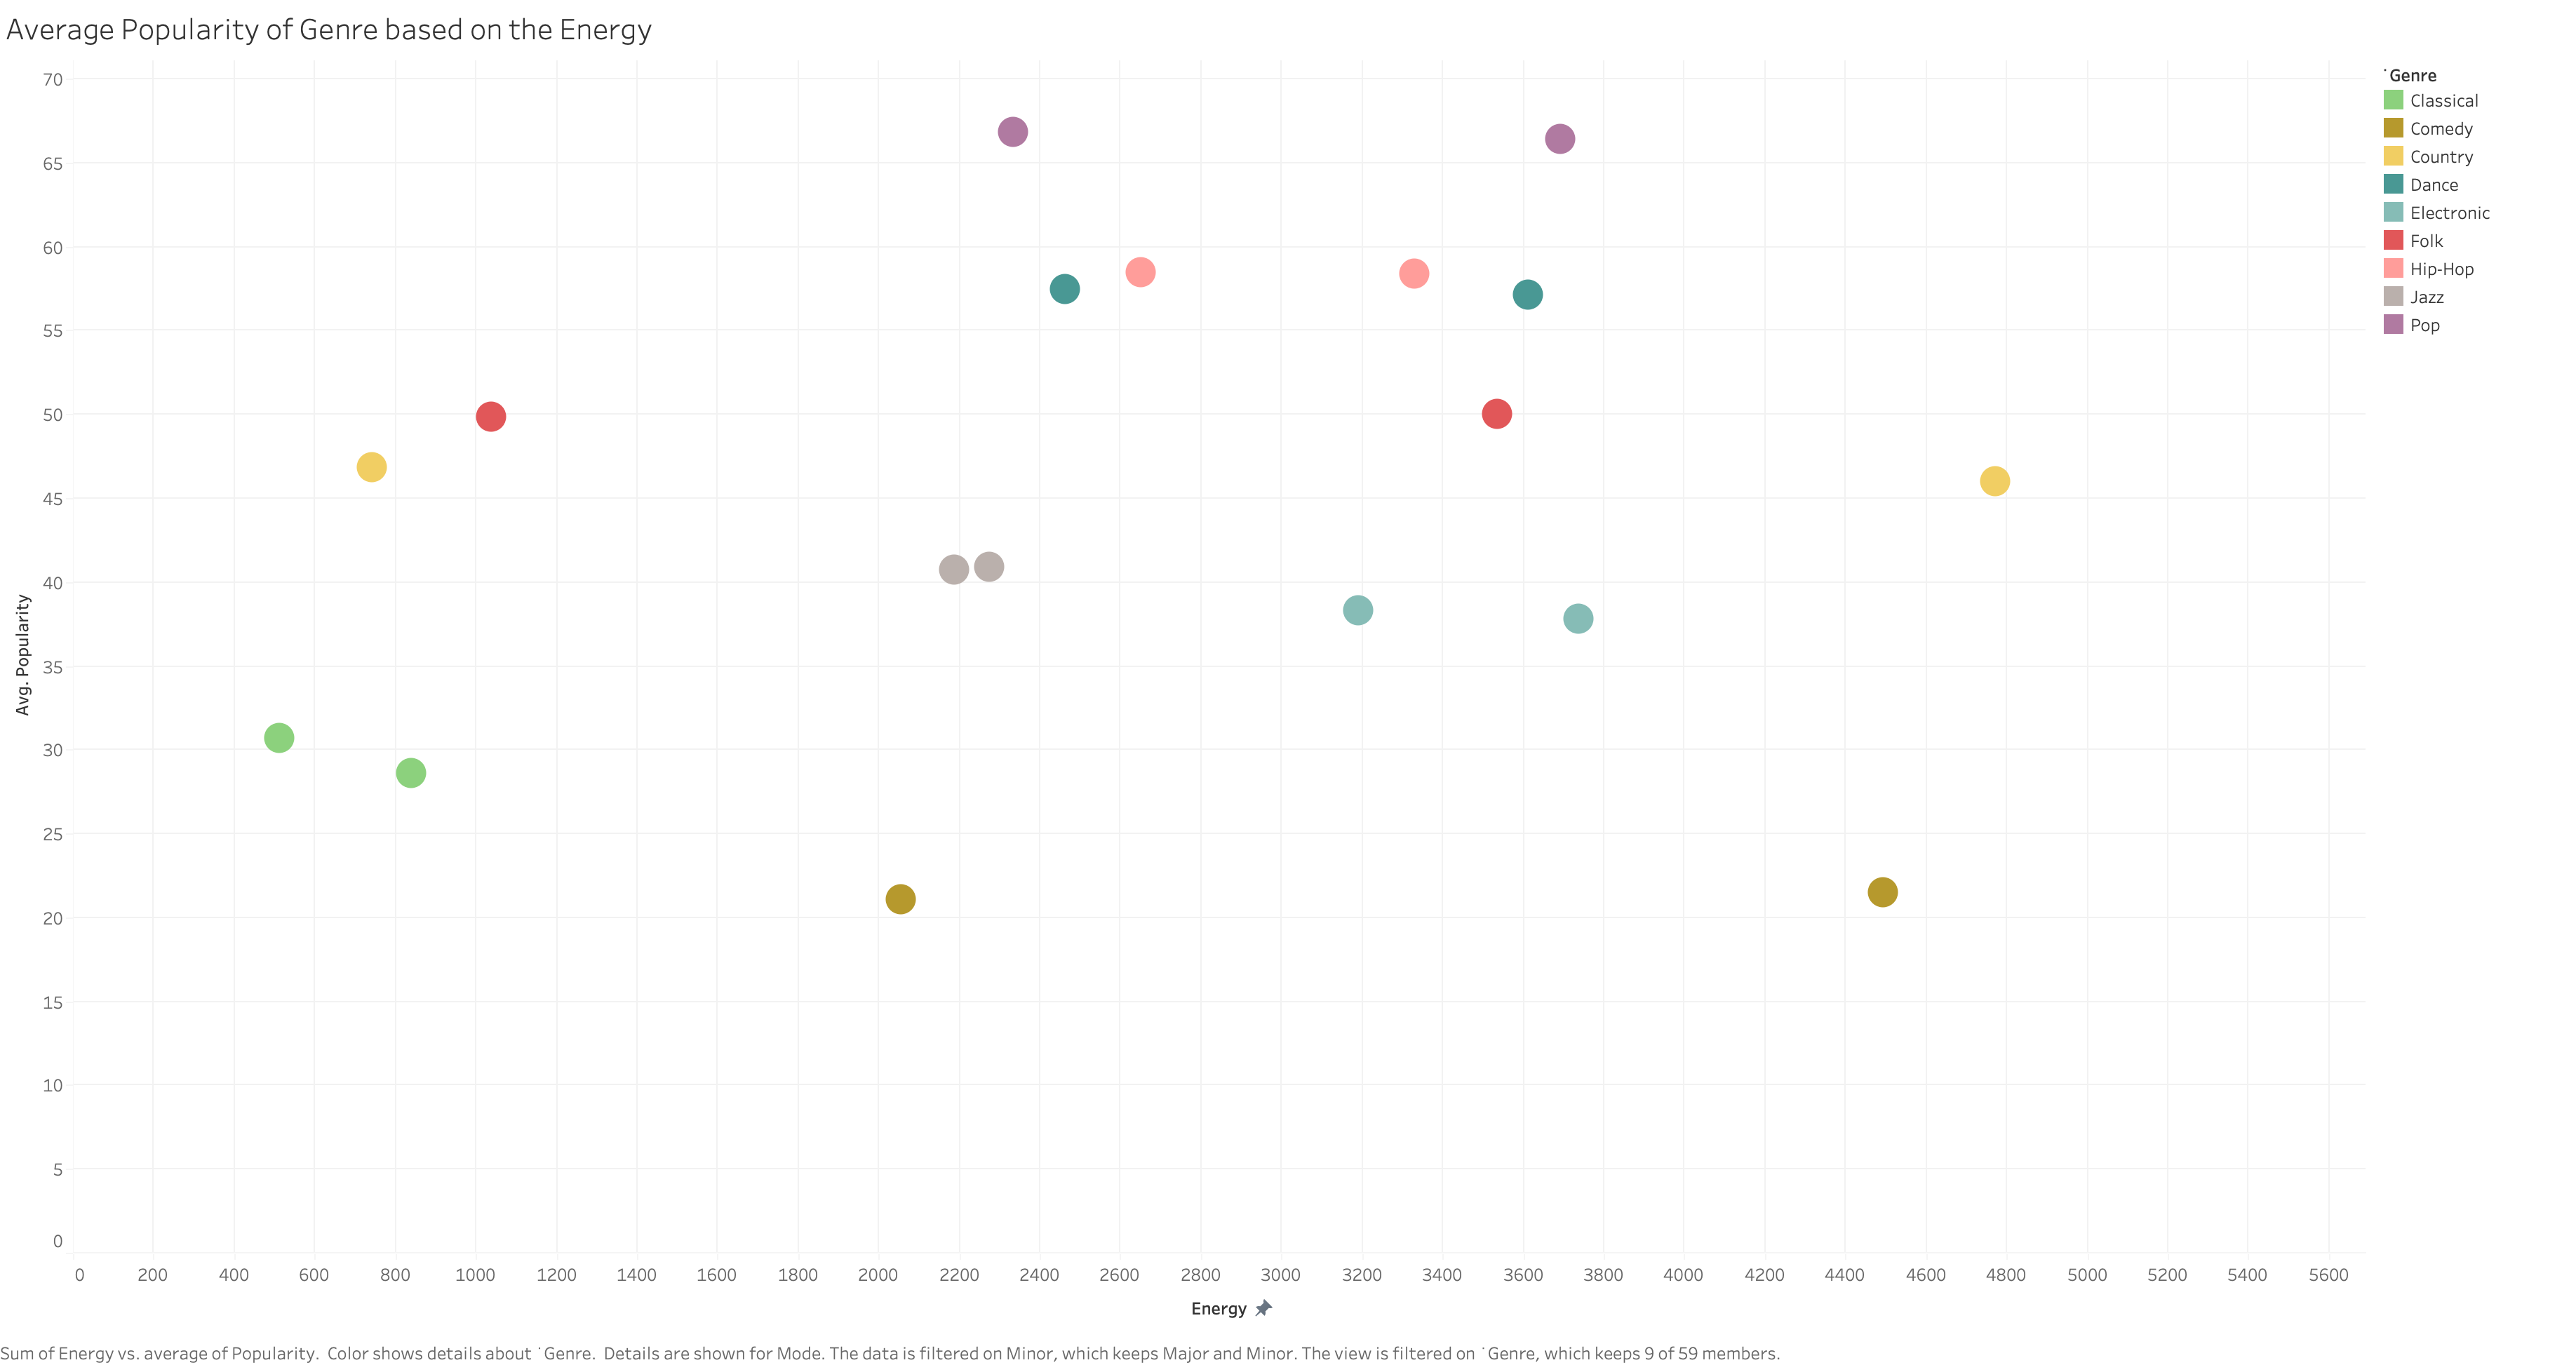 Average Popularity of Genre based on the Energy
70
65
60
55
50
45
40
35
30
25
20
15
10
5
0
Avg. Popularity
0 200 400 600 800 1000 1200 1400 1600 1800 2000 2200 2400 2600 2800 3000 3200 3400 3600 3800 4000 4200 4400 4600 4800 5000 5200 5400 5600
Energy
˙Genre
Classical
Comedy
Country
Dance
Electronic
Folk
Hip-Hop
Jazz
Pop
Sum of Energy vs. average of Popularity. Color shows details about ˙Genre. Details are shown for Mode. The data is filtered on Minor, which keeps Major and Minor. The view is filtered on ˙Genre, which keeps 9 of 59 members.